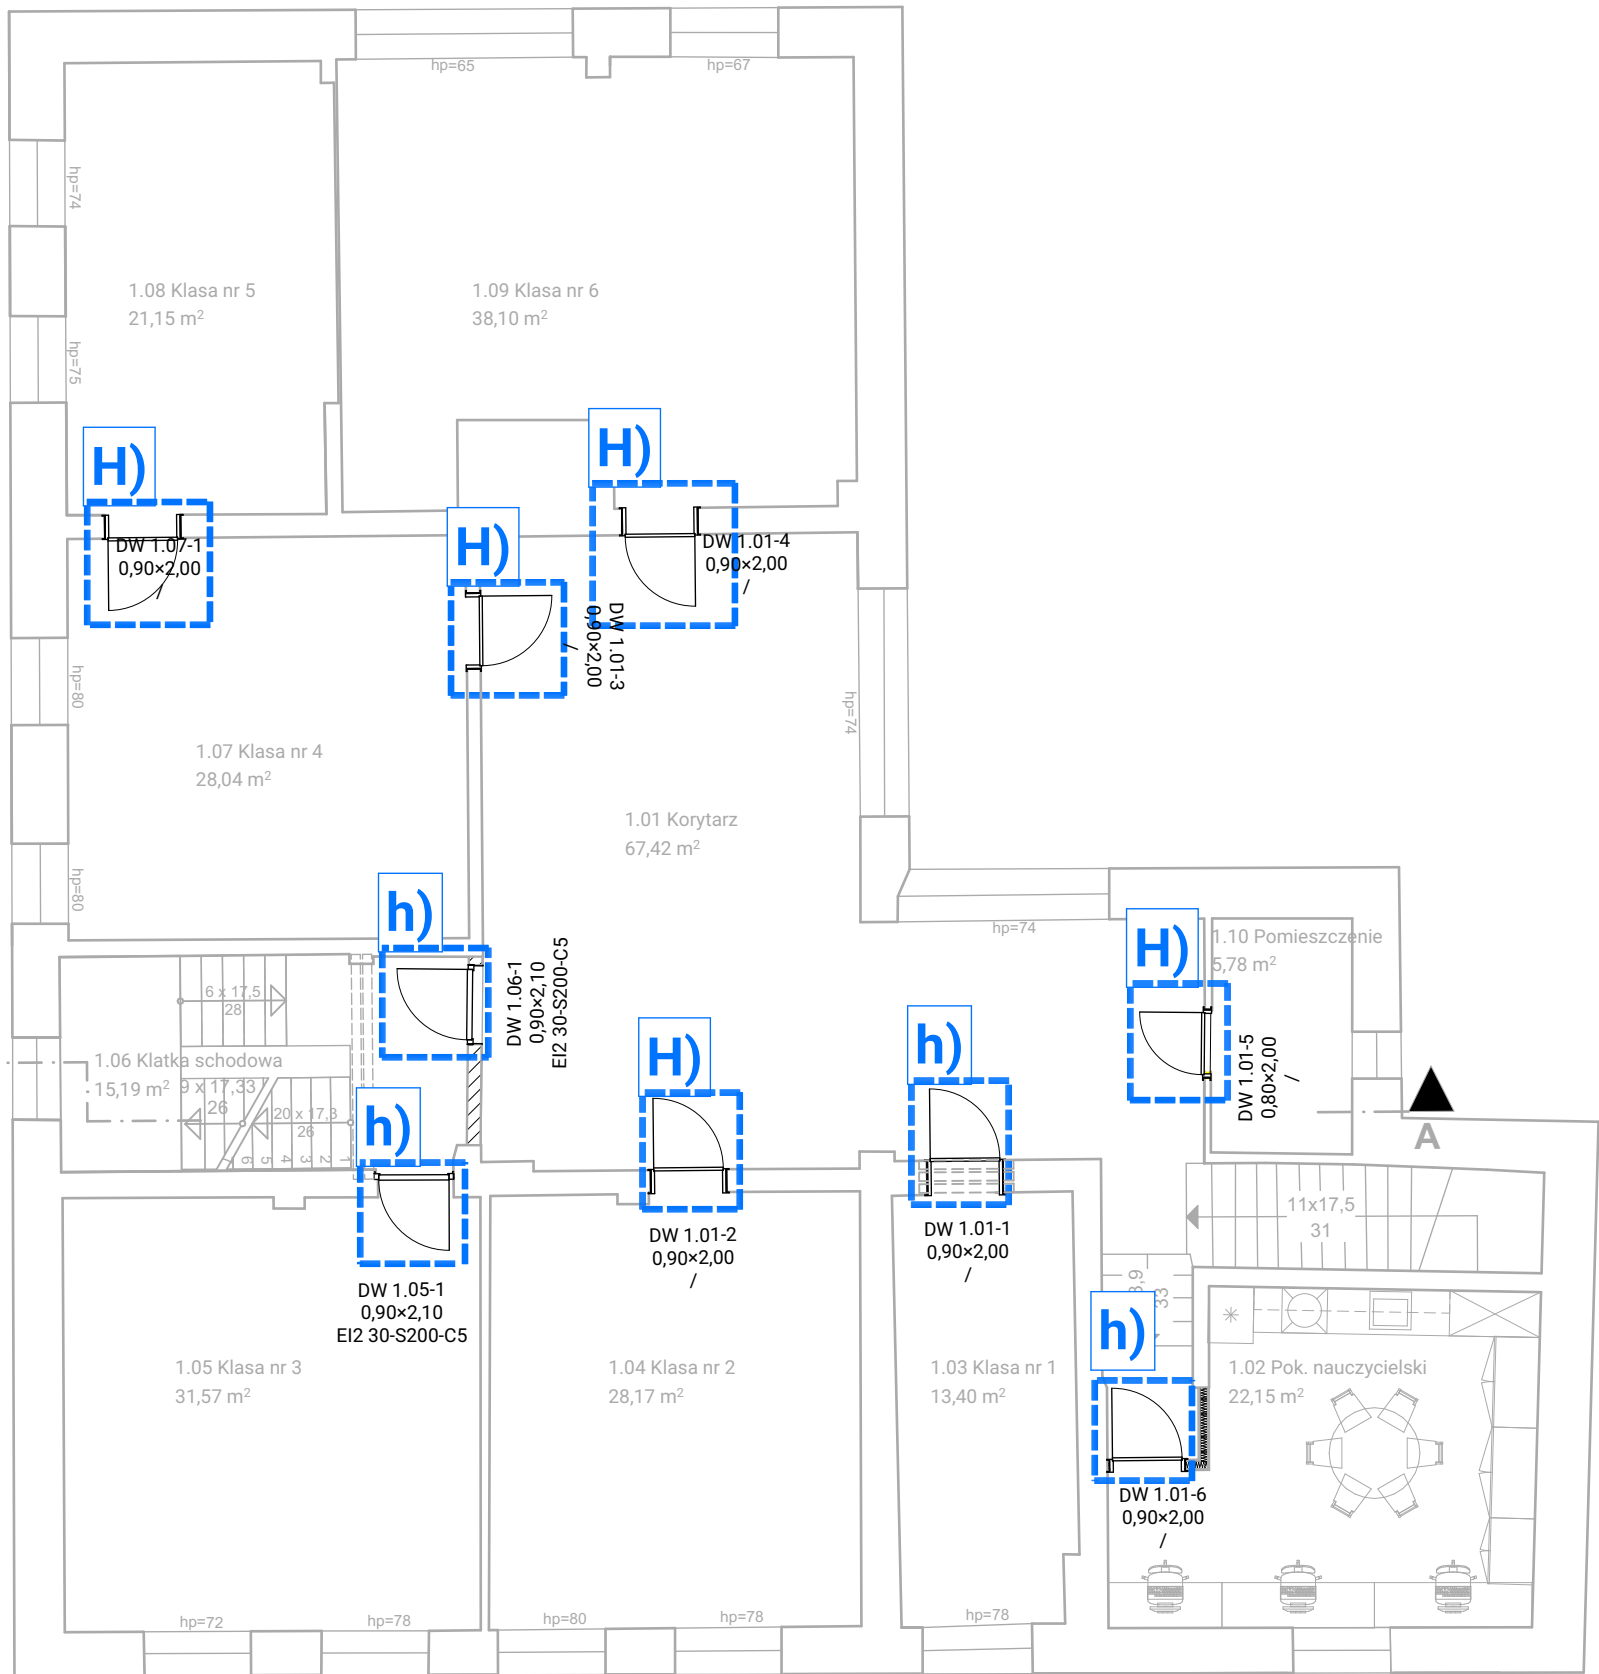 hp=65
hp=67
hp=74
1.08 Klasa nr 5
21,15 m²
1.09 Klasa nr 6
38,10 m²
hp=75
H)
H)
H)
DW 1.07-1
0,90×2,00
/
DW 1.01-4
0,90×2,00
/
DW 1.01-3
0,90×2,00
/
hp=80
hp=74
1.07 Klasa nr 4
28,04 m²
1.01 Korytarz
67,42 m²
hp=80
h)
H)
hp=74
1.10 Pomieszczenie
5,78 m²
DW 1.06-1
0,90×2,10
EI2 30-S200-C5
6 x 17,5
28
1.06 Klatka schodowa
15,19 m²
9 x 17,33
26
20 x 17,3
26
7
6
5
4
3
2
1
h)
H)
h)
DW 1.01-5
0,80×2,00
/
A
DW 1.01-2
0,90×2,00
/
DW 1.01-1
0,90×2,00
/
11x17,5
31
DW 1.05-1
0,90×2,10
EI2 30-S200-C5
33
h)
1.05 Klasa nr 3
31,57 m²
1.04 Klasa nr 2
28,17 m²
1.03 Klasa nr 1
13,40 m²
1.02 Pok. nauczycielski
22,15 m²
DW 1.01-6
0,90×2,00
/
hp=72
hp=78
hp=80
hp=78
hp=78